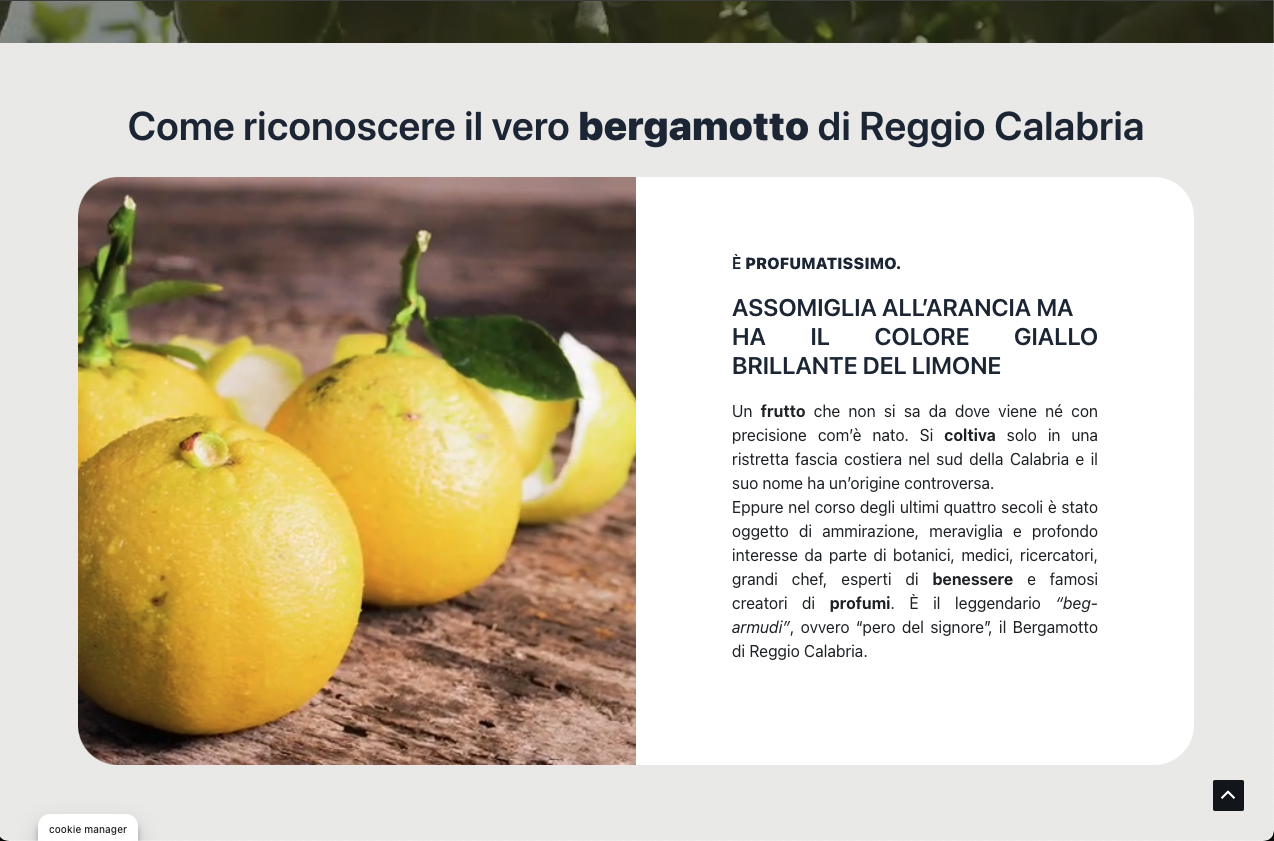 Come riconoscere il vero bergamotto di Reggio Calabria
È PROFUMATISSIMO.
ASSOMIGLIA ALL’ARANCIA MA
HA IL COLORE GIALLO
BRILLANTE DEL LIMONE
Un frutto che non si sa da dove viene né con
precisione com’è nato. Si coltiva solo in una
ristretta fascia costiera nel sud della Calabria e il
suo nome ha un’origine controversa.
Eppure nel corso degli ultimi quattro secoli è stato
oggetto di ammirazione, meraviglia e profondo
interesse da parte di botanici, medici, ricercatori,
grandi chef, esperti di benessere e famosi
creatori di profumi. È il leggendario “beg-
armudi”, ovvero “pero del signore”, il Bergamotto
di Reggio Calabria.
cookie manager